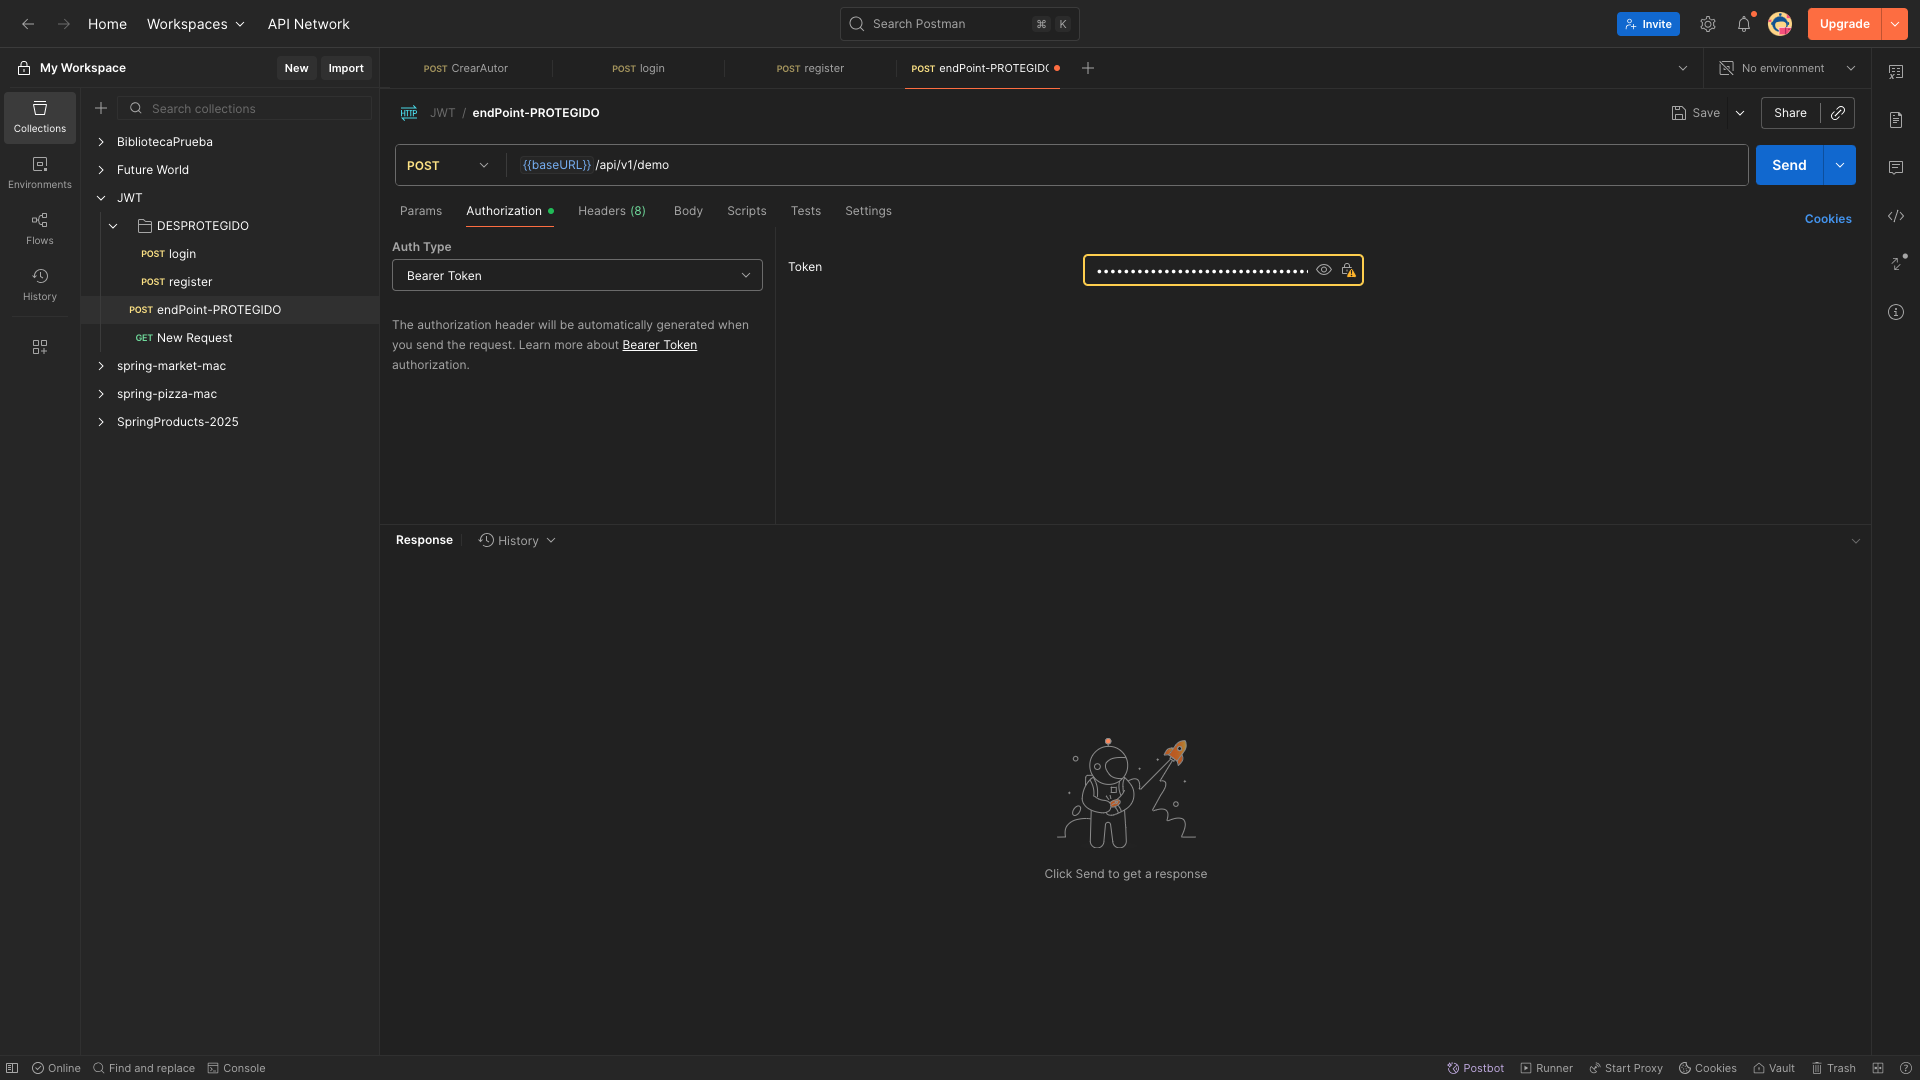 Home Workspaces API Network Search Postman ⌘ K Invite Upgrade
My Workspace New Import
POST CrearAutor POST login POST register POST endPoint-PROTEGIDO No environment
Collections
Environments
Flows
History
Search collections
BibliotecaPrueba
Future World
JWT
DESPROTEGIDO
POST login
POST register
POST endPoint-PROTEGIDO
GET New Request
spring-market-mac
spring-pizza-mac
SpringProducts-2025
HTTP JWT / endPoint-PROTEGIDO Save Share
POST {{baseURL}} /api/v1/demo Send
Params Authorization Headers (8) Body Scripts Tests Settings Cookies
Auth Type
Bearer Token
The authorization header will be automatically generated when
you send the request. Learn more about Bearer Token
authorization.
Token
Response History
Click Send to get a response
Online Find and replace Console Postbot Runner Start Proxy Cookies Vault Trash